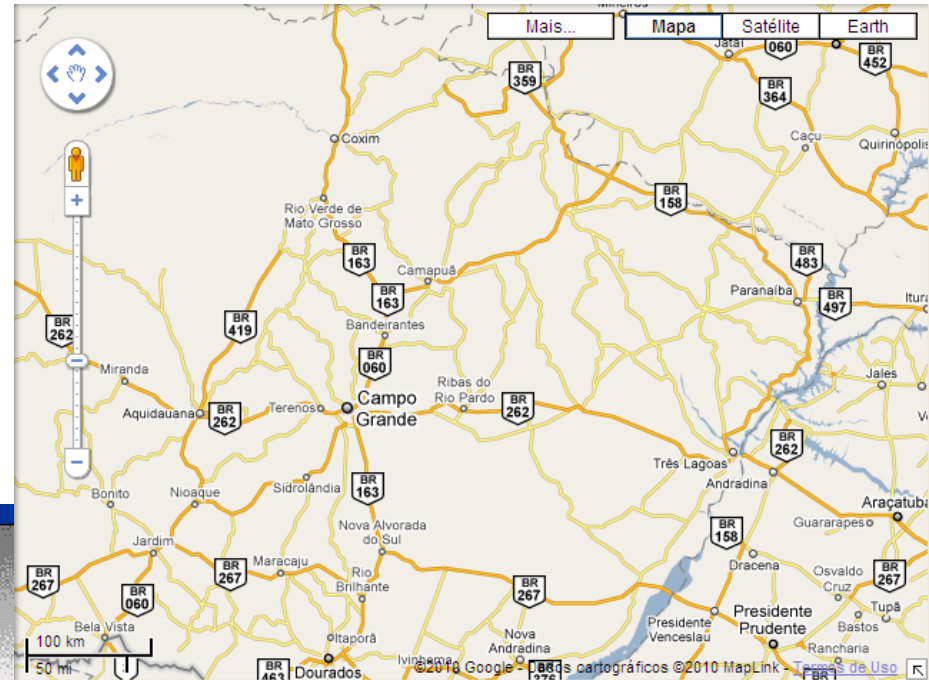 Mais...
Mapa
Satélite
Earth
Jataí
BR
060
BR
452
BR
359
BR
364
Caçu
Quirinópolis
Coxim
BR
158
Rio Verde de
Mato Grosso
BR
163
BR
483
Camapuã
BR
163
Paranaíba
BR
497
BR
262
BR
419
Bandeirantes
BR
060
Miranda
Jales
Ribas do
Rio Pardo
Campo
Grande
Aquidauana
BR
262
Terenos
BR
262
BR
262
Três Lagoas
Andradina
Bonito
Nioaque
Sidrolândia
BR
163
Araçatuba
Guararapes
Nova Alvorada
do Sul
BR
158
Jardim
Maracaju
Dracena
BR
267
BR
267
Rio
Brilhante
BR
267
Osvaldo
Cruz
BR
267
BR
060
Tupã
Bela Vista
Presidente
Venceslau
Presidente
Prudente
Bastos
100 km
50 mi
Itaporã
Nova
Andradina
Rancharia
BR
463
Dourados
Ivinhema
BR
376
©2010 Google - Dados cartográficos ©2010 MapLink - Termos de Uso
BR